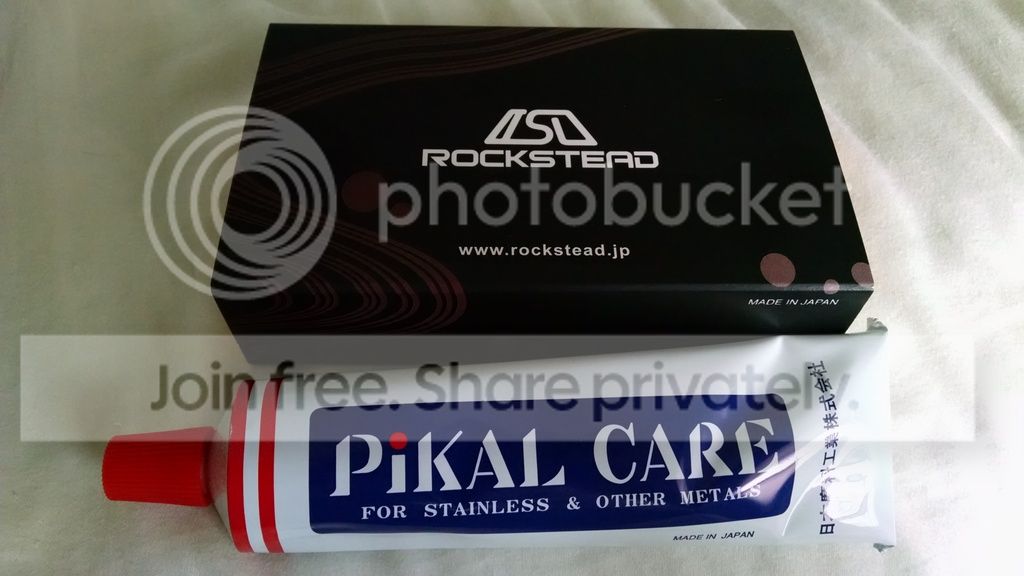 ROCKSTEAD
photobucket
www.rockstead.jp
MADE IN JAPAN
Join free. Share privately.
PiKAL CARE
FOR STAINLESS & OTHER METALS
MADE IN JAPAN
工業株式会社